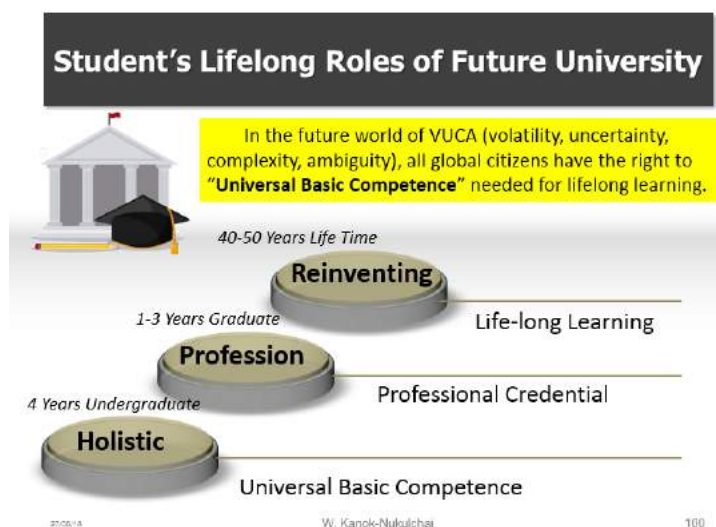 Student's Lifelong Roles of Future University
In the future world of VUCA (volatility, uncertainty,
complexity, ambiguity), all global citizens have the right to
“Universal Basic Competence” needed for lifelong learning.
40-50 Years Life Time
Reinventing
Life-long Learning
1-3 Years Graduate
Profession
Professional Credential
4 Years Undergraduate
Holistic
Universal Basic Competence
W. Kanok-Nukulchai